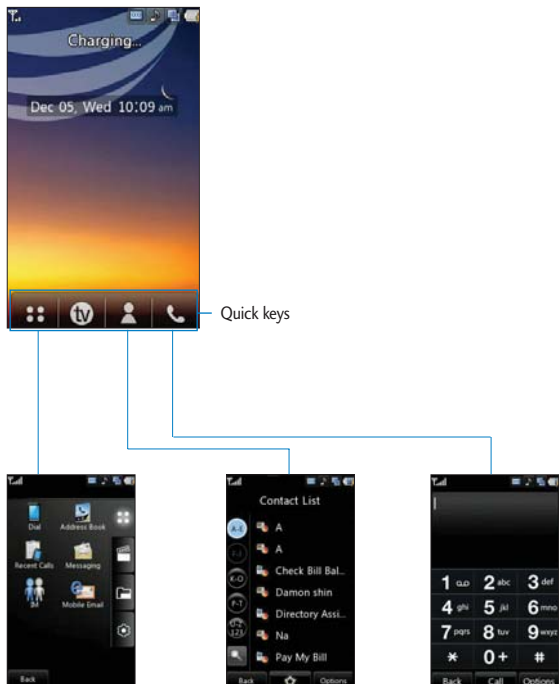 Charging...
Dec 05, Wed 10:09 am
tv
Quick keys
Dial
Address Book
Recent Calls
Messaging
IM
Mobile Email
Back
Contact List
A-E
A
A
K-O
Check Bill Bal...
P-T
Damon shin
U-Z
123
Directory Assi...
Na
Pay My Bill
Back
Options
1
2 abc
3 def
4 ghi
5 jkl
6 mno
7 pqrs
8 tuv
9 wxyz
*
0 +
#
Back
Call
Options